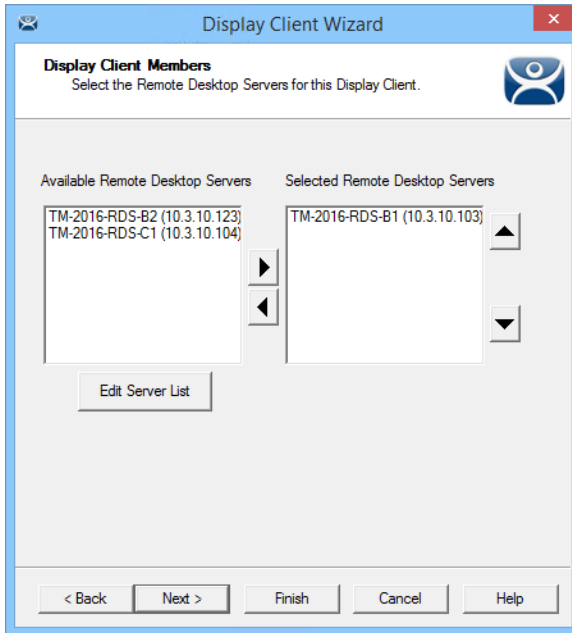 Display Client Wizard
Display Client Members
Select the Remote Desktop Servers for this Display Client.
Available Remote Desktop Servers
Selected Remote Desktop Servers
TM-2016-RDS-B2 (10.3.10.123)
TM-2016-RDS-C1 (10.3.10.104)
TM-2016-RDS-B1 (10.3.10.103)
Edit Server List
< Back
Next >
Finish
Cancel
Help